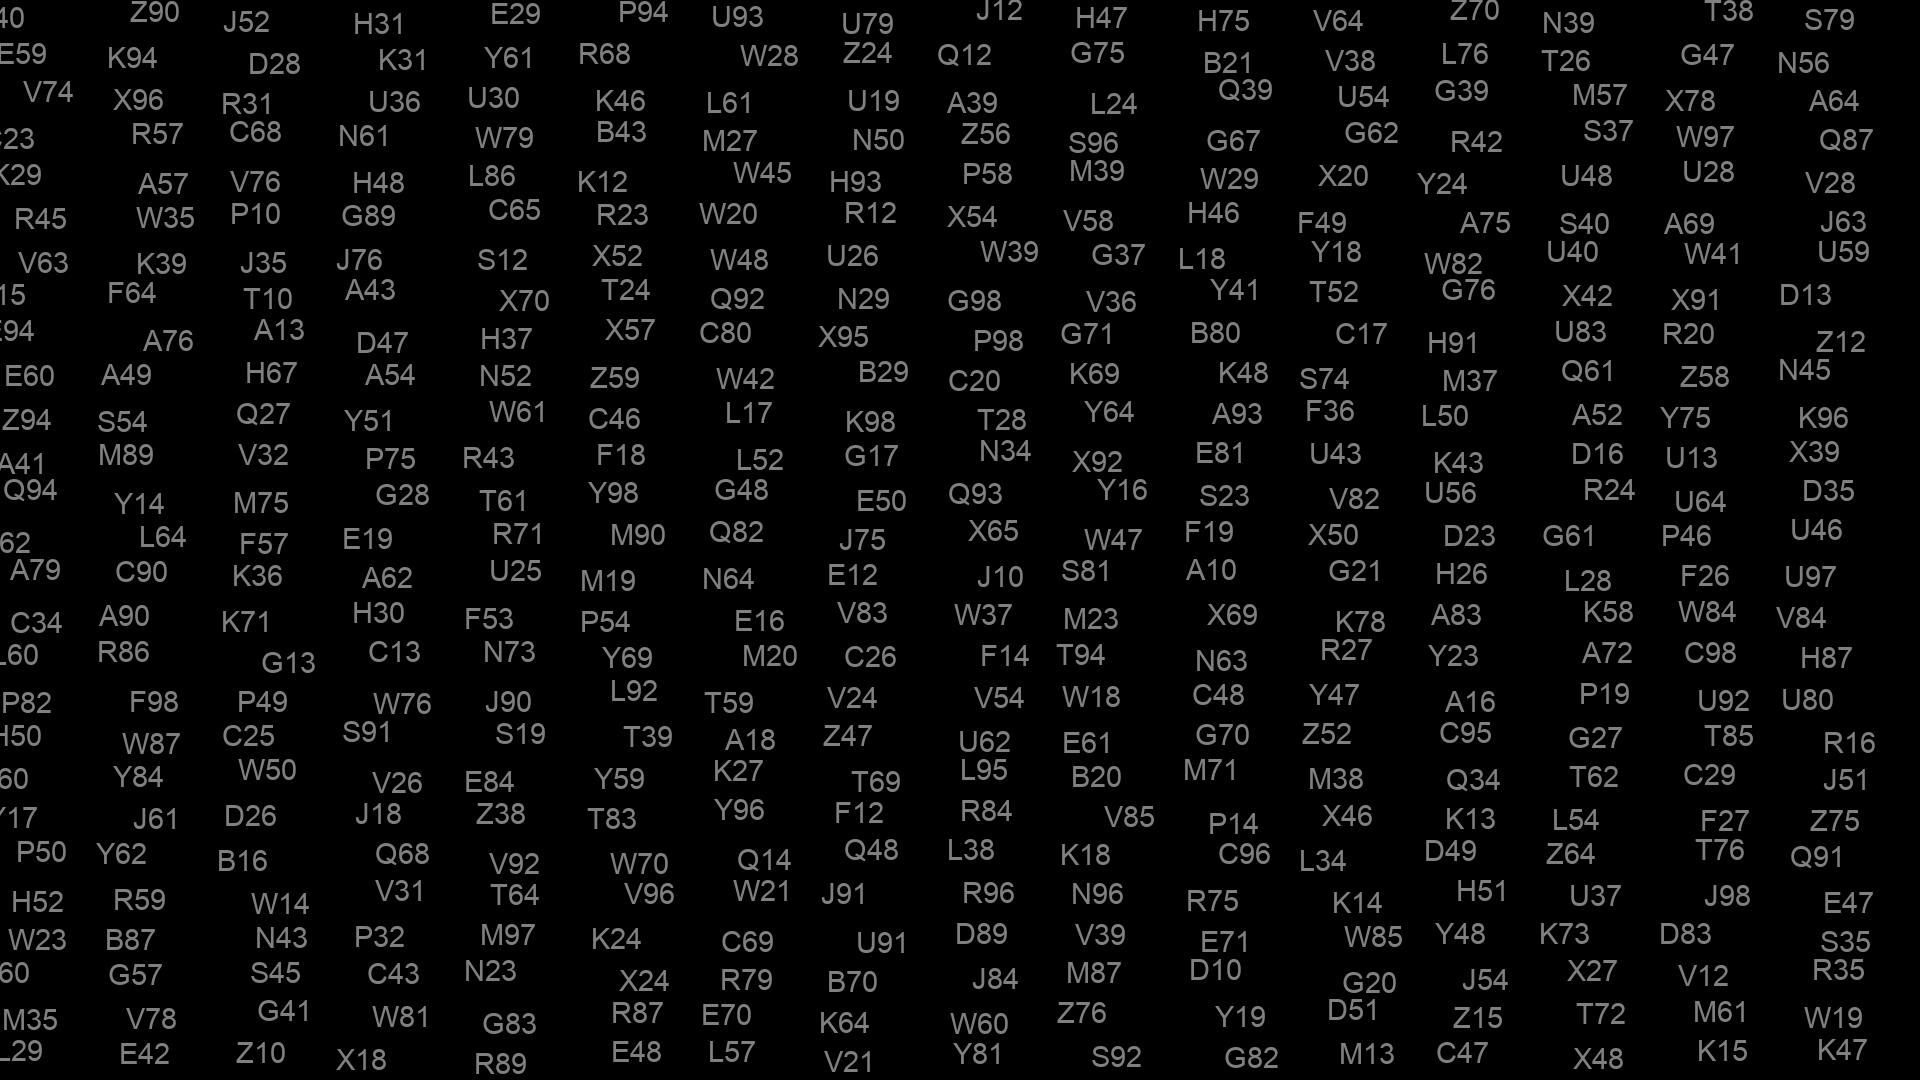 40 Z90 J52 H31 E29 P94 U93 U79 J12 H47 H75 V64 Z70 N39 T38 S79
E59 K94 D28 K31 Y61 R68 W28 Z24 Q12 G75 B21 V38 L76 T26 G47 N56
V74 X96 R31 U36 U30 K46 L61 U19 A39 L24 Q39 U54 G39 M57 X78 A64
C23 R57 C68 N61 W79 B43 M27 N50 Z56 S96 G67 G62 R42 S37 W97 Q87
K29 A57 V76 H48 L86 K12 W45 H93 P58 M39 W29 X20 Y24 U48 U28 V28
R45 W35 P10 G89 C65 R23 W20 R12 X54 V58 H46 F49 A75 S40 A69 J63
V63 K39 J35 J76 S12 X52 W48 U26 W39 G37 L18 Y18 W82 U40 W41 U59
15 F64 T10 A43 X70 T24 Q92 N29 G98 V36 Y41 T52 G76 X42 X91 D13
E94 A76 A13 D47 H37 X57 C80 X95 P98 G71 B80 C17 H91 U83 R20 Z12
E60 A49 H67 A54 N52 Z59 W42 B29 C20 K69 K48 S74 M37 Q61 Z58 N45
Z94 S54 Q27 Y51 W61 C46 L17 K98 T28 Y64 A93 F36 L50 A52 Y75 K96
A41 M89 V32 P75 R43 F18 L52 G17 N34 X92 E81 U43 K43 D16 U13 X39
Q94 Y14 M75 G28 T61 Y98 G48 E50 Q93 Y16 S23 V82 U56 R24 U64 D35
62 L64 F57 E19 R71 M90 Q82 J75 X65 W47 F19 X50 D23 G61 P46 U46
A79 C90 K36 A62 U25 M19 N64 E12 J10 S81 A10 G21 H26 L28 F26 U97
C34 A90 K71 H30 F53 P54 E16 V83 W37 M23 X69 K78 A83 K58 W84 V84
L60 R86 G13 C13 N73 Y69 M20 C26 F14 T94 N63 R27 Y23 A72 C98 H87
P82 F98 P49 W76 J90 L92 T59 V24 V54 W18 C48 Y47 A16 P19 U92 U80
H50 W87 C25 S91 S19 T39 A18 Z47 U62 E61 G70 Z52 C95 G27 T85 R16
60 Y84 W50 V26 E84 Y59 K27 T69 L95 B20 M71 M38 Q34 T62 C29 J51
Y17 J61 D26 J18 Z38 T83 Y96 F12 R84 V85 P14 X46 K13 L54 F27 Z75
P50 Y62 B16 Q68 V92 W70 Q14 Q48 L38 K18 C96 L34 D49 Z64 T76 Q91
H52 R59 W14 V31 T64 V96 W21 J91 R96 N96 R75 K14 H51 U37 J98 E47
W23 B87 N43 P32 M97 K24 C69 U91 D89 V39 E71 W85 Y48 K73 D83 S35
60 G57 S45 C43 N23 X24 R79 B70 J84 M87 D10 G20 J54 X27 V12 R35
M35 V78 G41 W81 G83 R87 E70 K64 W60 Z76 Y19 D51 Z15 T72 M61 W19
L29 E42 Z10 X18 R89 E48 L57 V21 Y81 S92 G82 M13 C47 X48 K15 K47